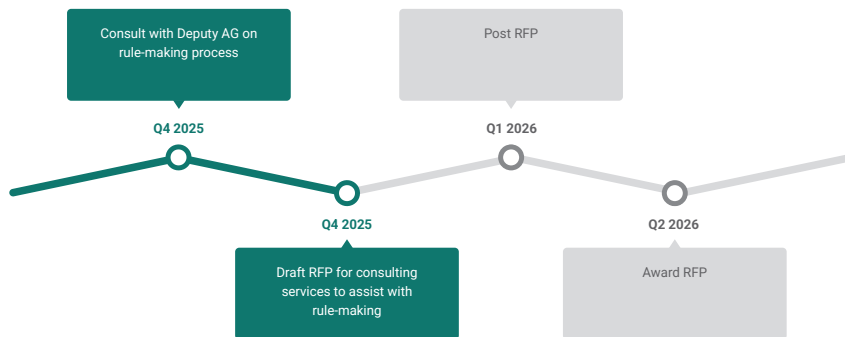 Consult with Deputy AG on
rule-making process
Q4 2025
Q4 2025
Draft RFP for consulting
services to assist with
rule-making
Post RFP
Q1 2026
Q2 2026
Award RFP